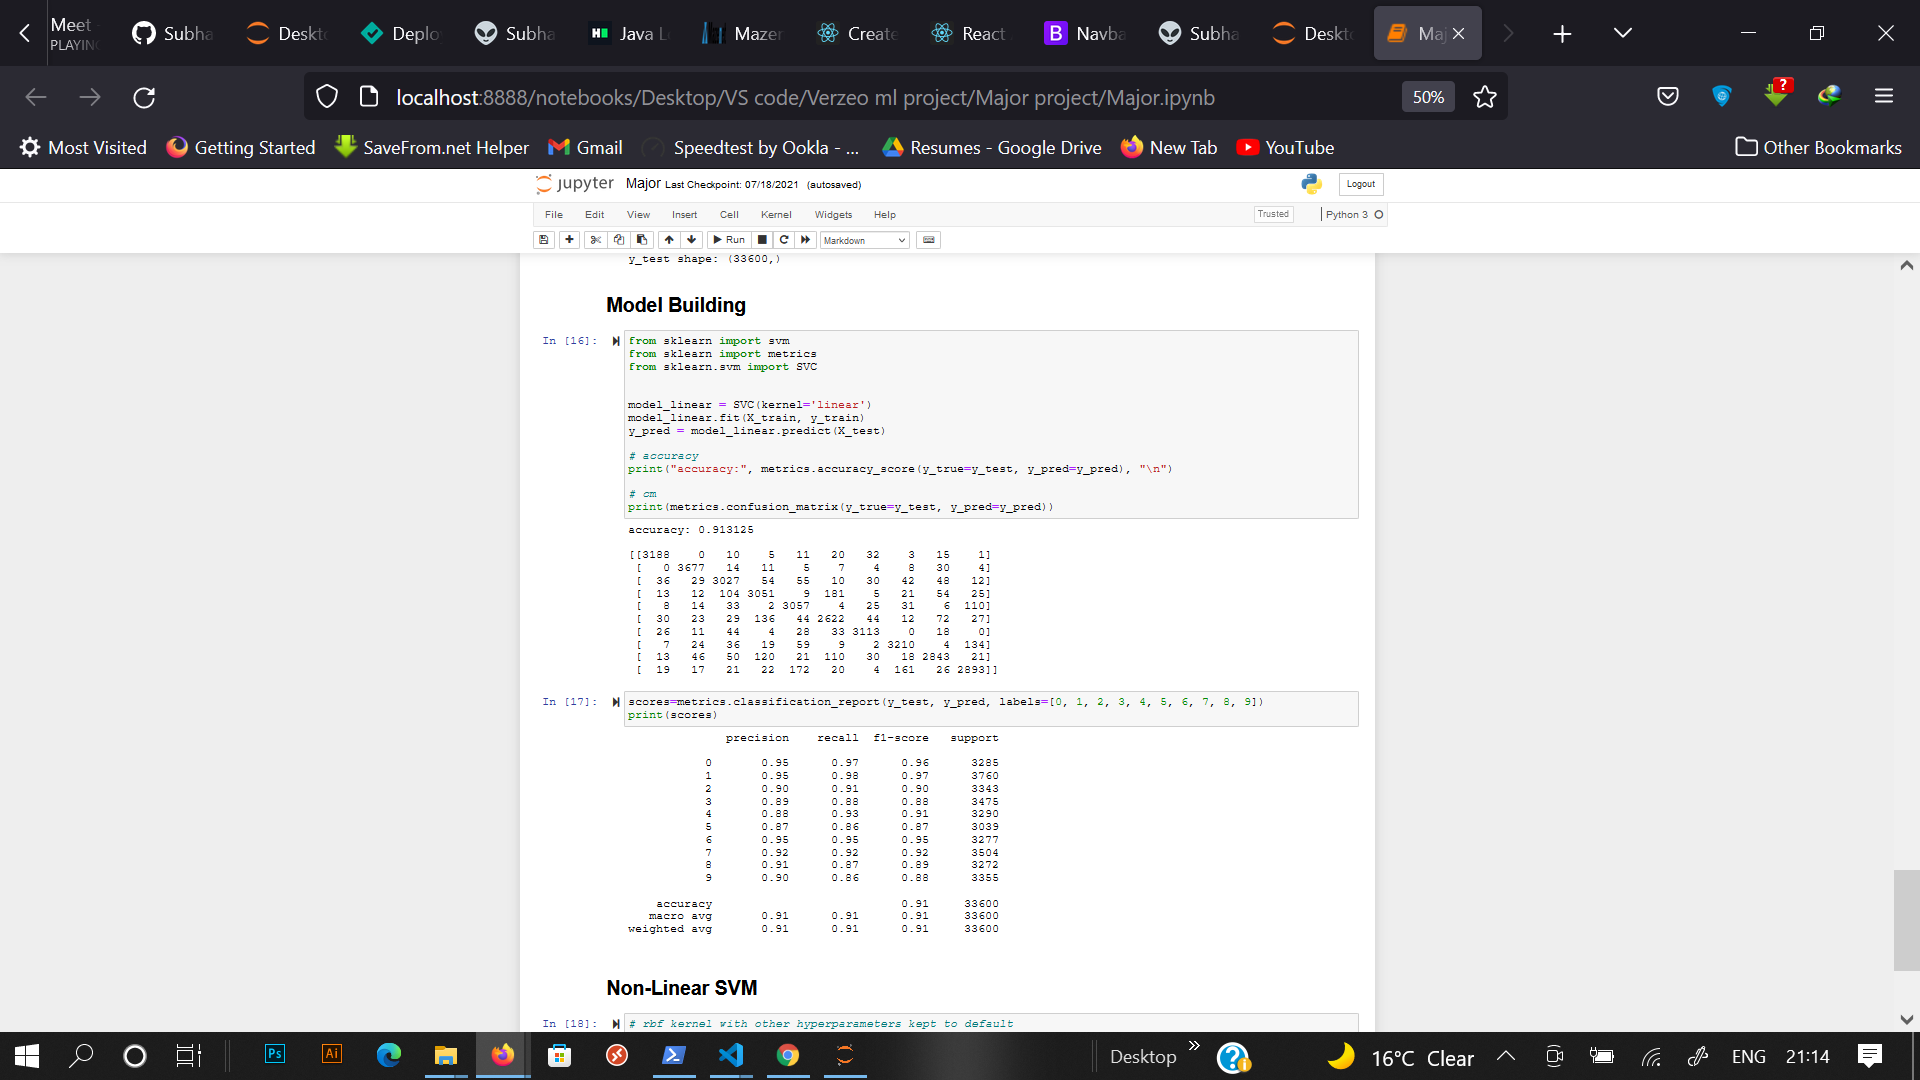 Meet
PLAYING
Subha
Deskt
Deplo
Subha
Java L
Mazer
Create
React
Navba
Subha
Deskt
Maj
localhost:8888/notebooks/Desktop/VS code/Verzeo ml project/Major project/Major.ipynb
50%
Most Visited Getting Started SaveFrom.net Helper Gmail Speedtest by Ookla - ... Resumes - Google Drive New Tab YouTube Other Bookmarks
jupyter Major Last Checkpoint: 07/18/2021 (autosaved) Logout
File Edit View Insert Cell Kernel Widgets Help Trusted Python 3
Run Markdown
y_test shape: (33600,)
Model Building
In [16]: from sklearn import svm
from sklearn import metrics
from sklearn.svm import SVC
model_linear = SVC(kernel='linear')
model_linear.fit(X_train, y_train)
y_pred = model_linear.predict(X_test)
# accuracy
print("accuracy:", metrics.accuracy_score(y_true=y_test, y_pred=y_pred), "\n")
# cm
print(metrics.confusion_matrix(y_true=y_test, y_pred=y_pred))
accuracy: 0.913125
[[3188 0 10 5 11 20 32 3 15 1]
[ 0 3677 14 11 5 7 4 8 30 4]
[ 36 29 3027 54 55 10 30 42 48 12]
[ 13 12 104 3051 9 181 5 21 54 25]
[ 8 14 33 2 3057 4 25 31 6 110]
[ 30 23 29 136 44 2622 44 12 72 27]
[ 26 11 44 4 28 33 3113 0 18 0]
[ 7 24 36 19 59 9 2 3210 4 134]
[ 13 46 50 120 21 110 30 18 2843 21]
[ 19 17 21 22 172 20 4 161 26 2893]]
In [17]: scores=metrics.classification_report(y_test, y_pred, labels=[0, 1, 2, 3, 4, 5, 6, 7, 8, 9])
print(scores)
precision recall f1-score support
0 0.95 0.97 0.96 3285
1 0.95 0.98 0.97 3760
2 0.90 0.91 0.90 3343
3 0.89 0.88 0.88 3475
4 0.88 0.93 0.91 3290
5 0.87 0.86 0.87 3039
6 0.95 0.95 0.95 3277
7 0.92 0.92 0.92 3504
8 0.91 0.87 0.89 3272
9 0.90 0.86 0.88 3355
accuracy 0.91 33600
macro avg 0.91 0.91 0.91 33600
weighted avg 0.91 0.91 0.91 33600
Non-Linear SVM
In [18]: # rbf kernel with other hyperparameters kept to default
Ps Ai Desktop 16°C Clear ENG 21:14